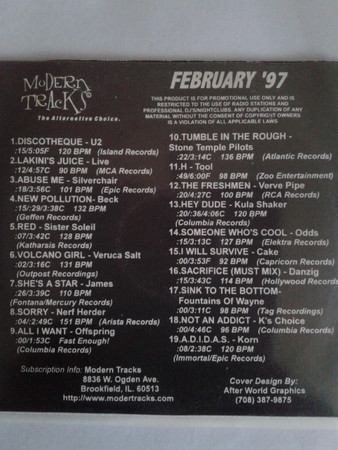 MODERN
TRACKS
The Alternative Choice.
FEBRUARY '97
THIS PRODUCT IS FOR PROMOTIONAL USE ONLY AND IS
RESTRICTED TO THE USE OF RADIO STATIONS AND
PROFESSIONAL DJ'S/NIGHTCLUBS. ANY DUPLICATION OF ANY
MATERIAL WITHOUT THE CONSENT OF COPYRIGHT OWNERS
IS A VIOLATION OF ALL APPLICABLE LAWS
1.DISCOTHEQUE - U2
:15/5:05F 120 BPM (Island Records)
2.LAKINI'S JUICE - Live
:12/4:57C 90 BPM (MCA Records)
3.ABUSE ME - Silverchair
:18/3:56C 101 BPM (Epic Records)
4.NEW POLLUTION- Beck
:15/:29/3:38C 132 BPM
(Geffen Records)
5.RED - Sister Soleil
:07/3:42C 128 BPM
(Katharsis Records)
6.VOLCANO GIRL - Veruca Salt
:02/3:16C 131 BPM
(Outpost Recordings)
7.SHE'S A STAR - James
:26/3:39C 110 BPM
(Fontana/Mercury Records)
8.SORRY - Nerf Herder
:04/:2:49C 151 BPM (Arista Records)
9.ALL I WANT - Offspring
:00/1:53C Fast Enough!
(Columbia Records)
10.TUMBLE IN THE ROUGH -
Stone Temple Pilots
:22/3:14C 136 BPM (Atlantic Records)
11.H - Tool
:49/6:00F 98 BPM (Zoo Entertainment)
12.THE FRESHMEN - Verve Pipe
:20/4:27C 100 BPM (RCA Records)
13.HEY DUDE - Kula Shaker
:20/:36/4:06C 120 BPM
(Columbia Records)
14.SOMEONE WHO'S COOL - Odds
:15/3:13C 127 BPM (Elektra Records)
15.I WILL SURVIVE - Cake
:00/3:53F 92 BPM (Capricorn Records)
16.SACRIFICE (MUST MIX) - Danzig
:15/3:43C 114 BPM (Hollywood Records)
17.SINK TO THE BOTTOM-
Fountains Of Wayne
:00/3:11C 98 BPM (Tag Recordings)
18.NOT AN ADDICT - K's Choice
:00/4:46C 96 BPM (Columbia Records)
19.A.D.I.D.A.S. - Korn
:08/2:38C 120 BPM
(Immortal/Epic Records)
Subscription Info: Modern Tracks
8836 W. Ogden Ave.
Brookfield, IL. 60513
http://www.modertracks.com
Cover Design By:
After World Graphics
(708) 387-9875